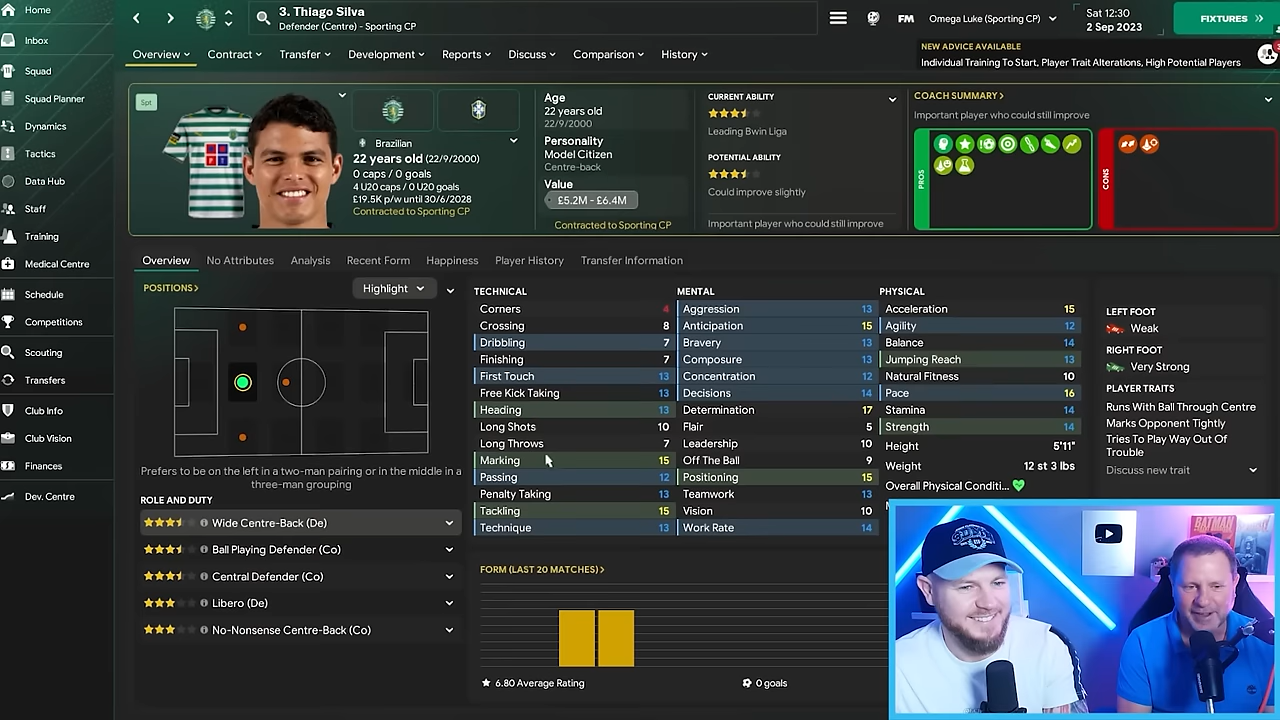 Home
Inbox
Squad
Squad Planner
Dynamics
Tactics
Data Hub
Staff
Training
Medical Centre
Schedule
Competitions
Scouting
Transfers
Club Info
Club Vision
Finances
Dev. Centre
3. Thiago Silva
Defender (Centre) - Sporting CP
FM
Omega Luke (Sporting CP)
Sat 12:30
2 Sep 2023
FIXTURES
Overview
Contract
Transfer
Development
Reports
Discuss
Comparison
History
NEW ADVICE AVAILABLE
Individual Training To Start, Player Trait Alterations, High Potential Players
Spt
Brazilian
22 years old (22/9/2000)
0 caps / 0 goals
4 U20 caps / 0 U20 goals
£19.5K p/w until 30/6/2028
Contracted to Sporting CP
Age
22 years old
22/9/2000
Personality
Model Citizen
Centre-back
Value
£5.2M - £6.4M
Contracted to Sporting CP
CURRENT ABILITY
Leading Bwin Liga
POTENTIAL ABILITY
Could improve slightly
Important player who could still improve
COACH SUMMARY
Important player who could still improve
PROS
CONS
Overview
No Attributes
Analysis
Recent Form
Happiness
Player History
Transfer Information
POSITIONS
Highlight
Prefers to be on the left in a two-man pairing or in the middle in a
three-man grouping
ROLE AND DUTY
Wide Centre-Back (De)
Ball Playing Defender (Co)
Central Defender (Co)
Libero (De)
No-Nonsense Centre-Back (Co)
TECHNICAL
Corners 4
Crossing 8
Dribbling 7
Finishing 7
First Touch 13
Free Kick Taking 13
Heading 13
Long Shots 10
Long Throws 7
Marking 15
Passing 12
Penalty Taking 13
Tackling 15
Technique 13
MENTAL
Aggression 13
Anticipation 15
Bravery 13
Composure 13
Concentration 12
Decisions 14
Determination 17
Flair 5
Leadership 10
Off The Ball 9
Positioning 15
Teamwork 13
Vision 10
Work Rate 14
PHYSICAL
Acceleration 15
Agility 12
Balance 14
Jumping Reach 13
Natural Fitness 10
Pace 16
Stamina 14
Strength 14
Height 5'11"
Weight 12 st 3 lbs
Overall Physical Conditi...
LEFT FOOT
Weak
RIGHT FOOT
Very Strong
PLAYER TRAITS
Runs With Ball Through Centre
Marks Opponent Tightly
Tries To Play Way Out Of
Trouble
Discuss new trait
FORM (LAST 20 MATCHES)
6.80 Average Rating
0 goals
BATMAN